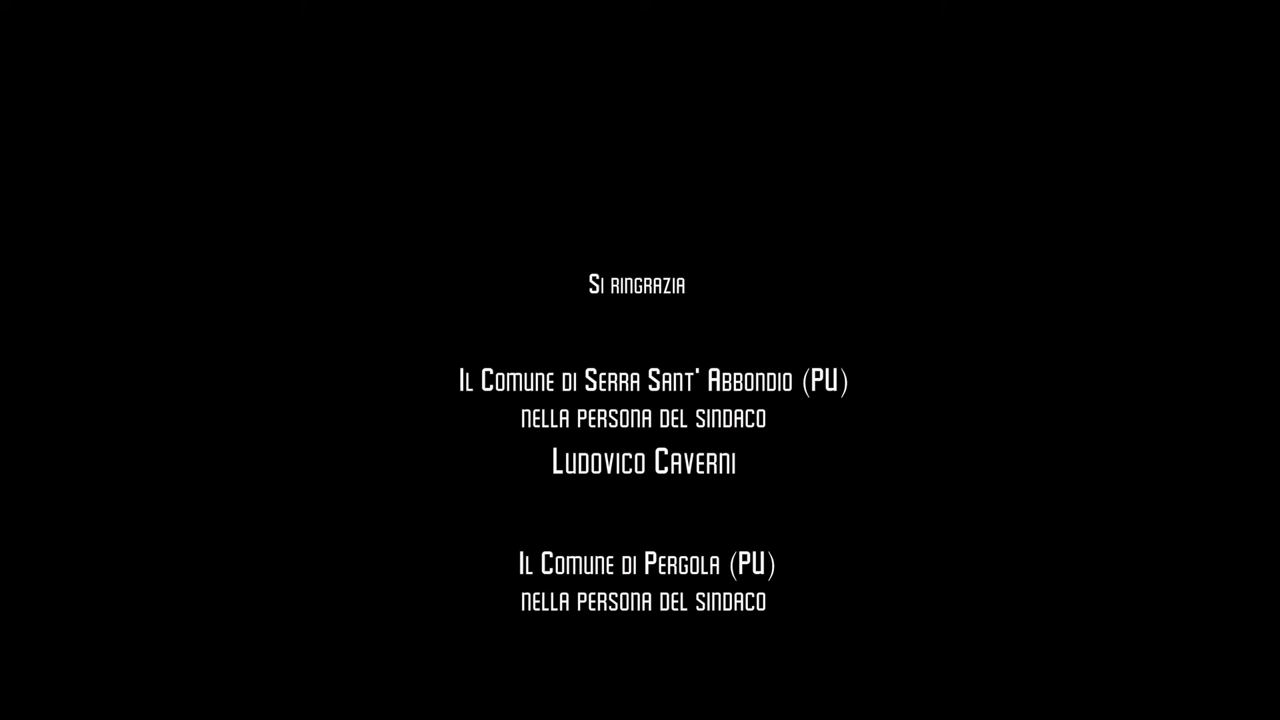 Si ringrazia
Il Comune di Serra Sant' Abbondio (PU)
nella persona del sindaco
Ludovico Caverni
Il Comune di Pergola (PU)
nella persona del sindaco